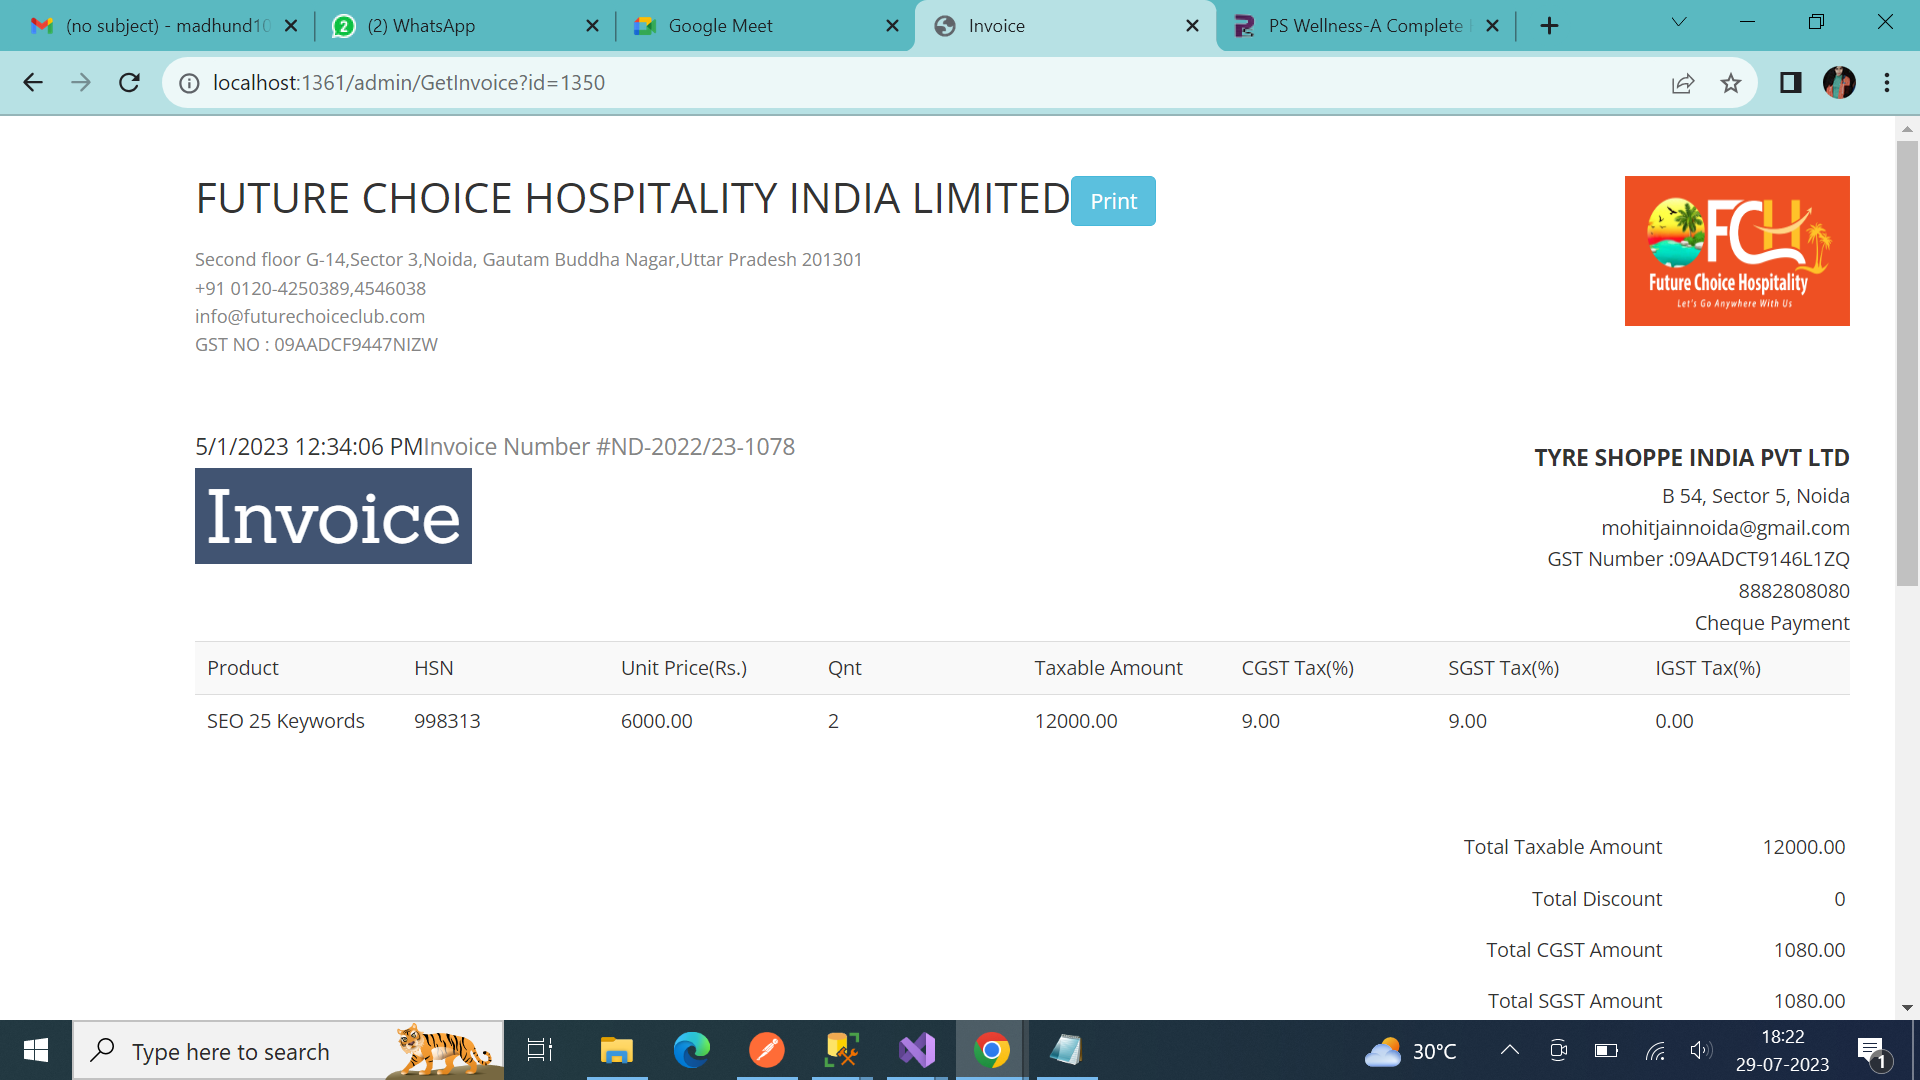 (no subject) - madhund10
2
(2) WhatsApp
Google Meet
Invoice
PS Wellness-A Complete
localhost:1361/admin/GetInvoice?id=1350
FUTURE CHOICE HOSPITALITY INDIA LIMITED
Print
FCH
Future Choice Hospitality
Let's Go Anywhere With Us
Second floor G-14,Sector 3,Noida, Gautam Buddha Nagar,Uttar Pradesh 201301
+91 0120-4250389,4546038
info@futurechoiceclub.com
GST NO : 09AADCF9447NIZW
5/1/2023 12:34:06 PMInvoice Number #ND-2022/23-1078
Invoice
TYRE SHOPPE INDIA PVT LTD
B 54, Sector 5, Noida
mohitjainnoida@gmail.com
GST Number :09AADCT9146L1ZQ
8882808080
Cheque Payment
Product HSN Unit Price(Rs.) Qnt Taxable Amount CGST Tax(%) SGST Tax(%) IGST Tax(%)
SEO 25 Keywords 998313 6000.00 2 12000.00 9.00 9.00 0.00
Total Taxable Amount 12000.00
Total Discount 0
Total CGST Amount 1080.00
Total SGST Amount 1080.00
Type here to search
30°C
18:22
29-07-2023
1